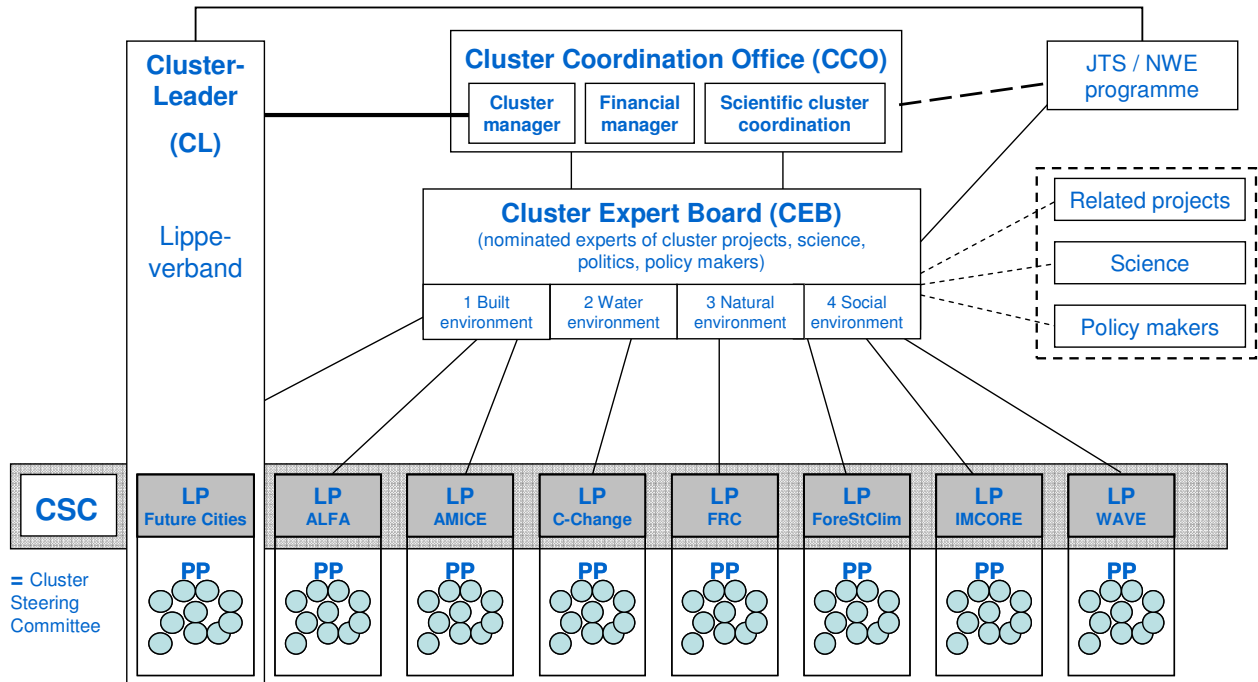 Cluster-
Leader
(CL)
Lippe-
verband
Cluster Coordination Office (CCO)
Cluster
manager
Financial
manager
Scientific cluster
coordination
JTS / NWE
programme
Cluster Expert Board (CEB)
(nominated experts of cluster projects, science,
politics, policy makers)
1 Built
environment
2 Water
environment
3 Natural
environment
4 Social
environment
Related projects
Science
Policy makers
CSC
= Cluster
Steering
Committee
LP
Future Cities
LP
ALFA
LP
AMICE
LP
C-Change
LP
FRC
LP
ForeStClim
LP
IMCORE
LP
WAVE
PP
PP
PP
PP
PP
PP
PP
PP